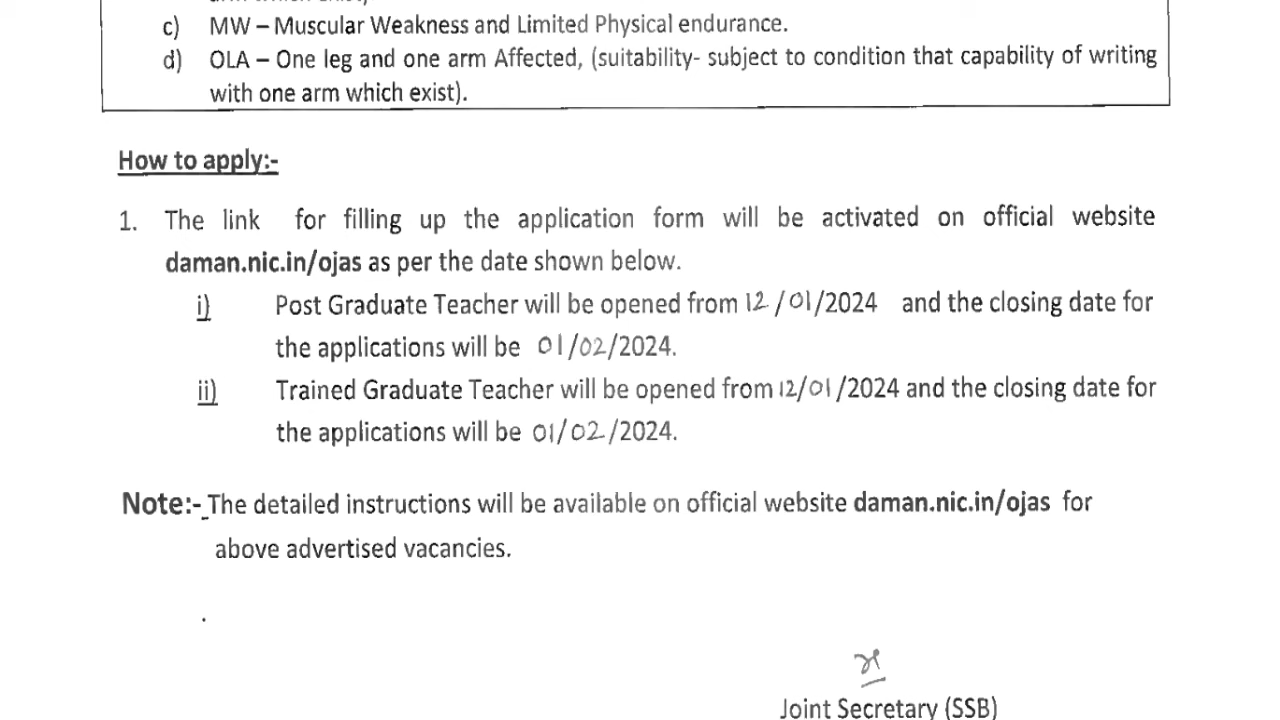 c) MW – Muscular Weakness and Limited Physical endurance.
d) OLA – One leg and one arm Affected, (suitability- subject to condition that capability of writing
with one arm which exist).
How to apply:-
1. The link for filling up the application form will be activated on official website
daman.nic.in/ojas as per the date shown below.
i) Post Graduate Teacher will be opened from 12/01/2024 and the closing date for
the applications will be 01/02/2024.
ii) Trained Graduate Teacher will be opened from 12/01/2024 and the closing date for
the applications will be 01/02/2024.
Note:- The detailed instructions will be available on official website daman.nic.in/ojas for
above advertised vacancies.
Joint Secretary (SSB)